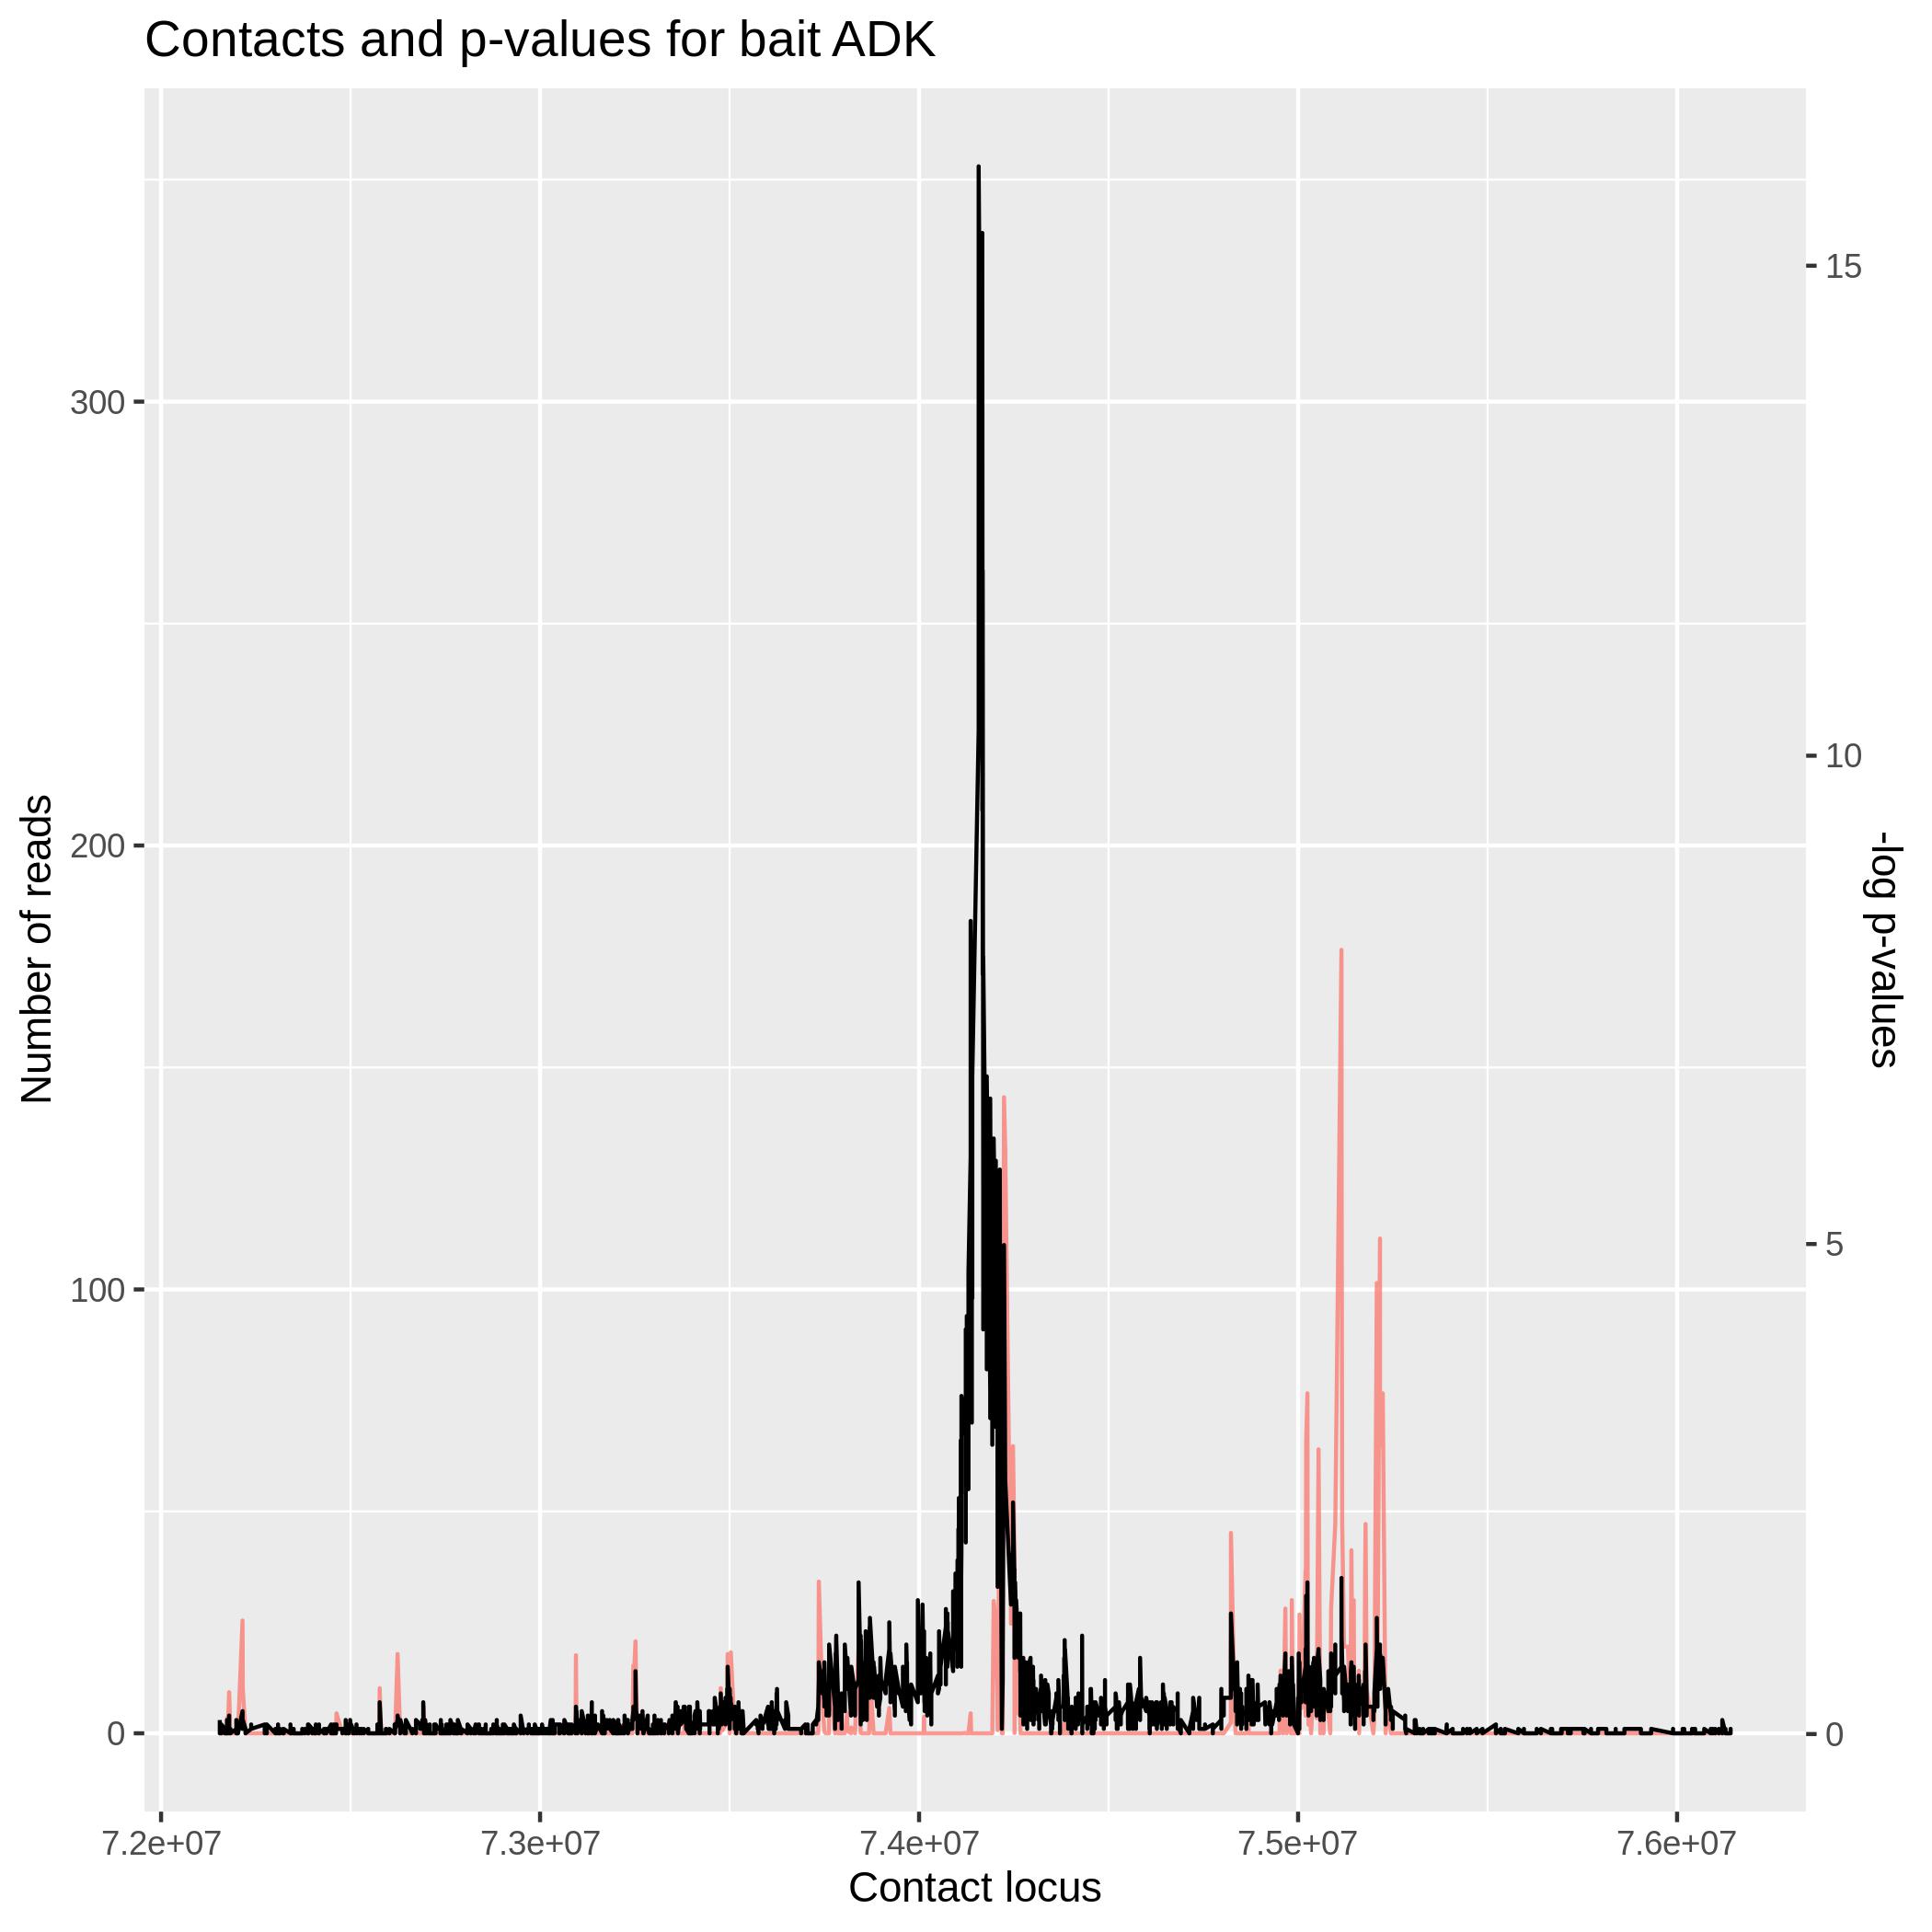 Contacts and p-values for bait ADK
Number of reads
300
200
100
0
15
10
5
0
-log p-values
7.2e+07
7.3e+07
7.4e+07
7.5e+07
7.6e+07
Contact locus